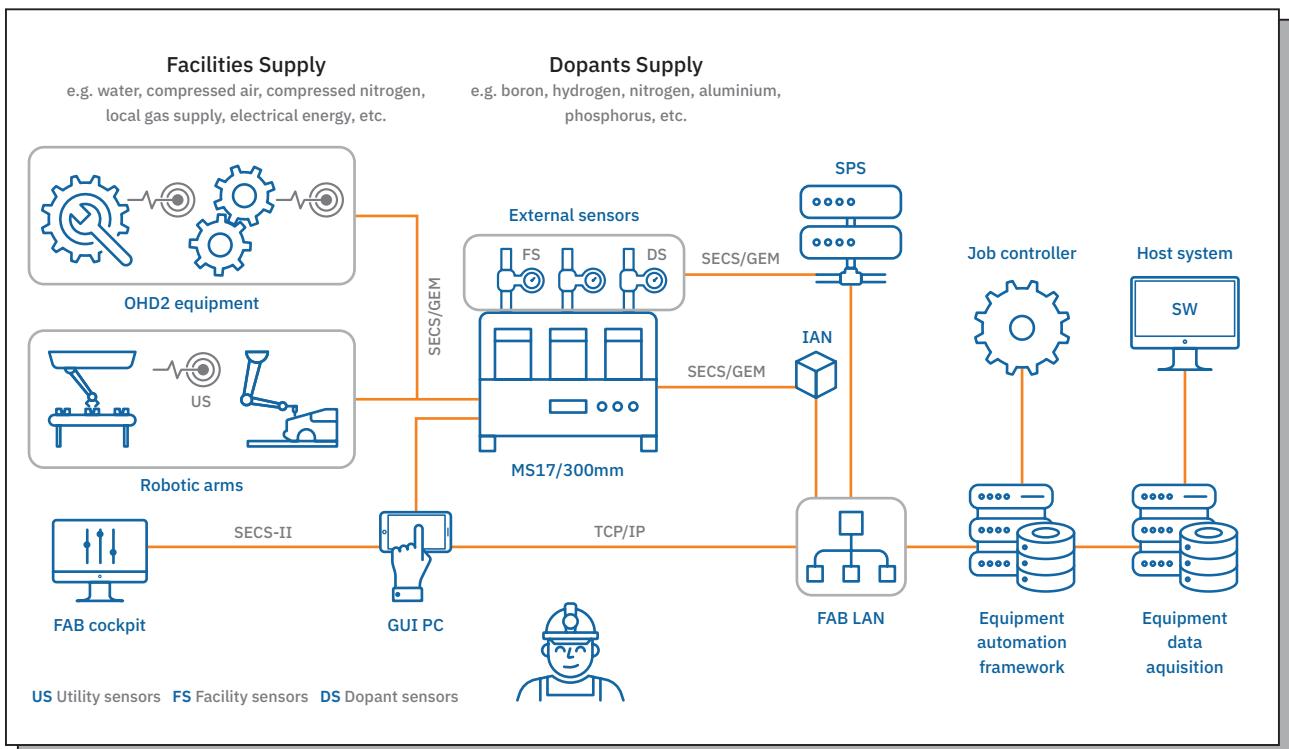 Facilities Supply
e.g. water, compressed air, compressed nitrogen,
local gas supply, electrical energy, etc.
Dopants Supply
e.g. boron, hydrogen, nitrogen, aluminium,
phosphorus, etc.
OHD2 equipment
SECS/GEM
External sensors
FS
DS
SECS/GEM
SPS
Job controller
Host system
SW
US
Robotic arms
MS17/300mm
SECS/GEM
IAN
FAB cockpit
SECS-II
GUI PC
TCP/IP
FAB LAN
Equipment
automation
framework
Equipment
data
aquisition
US Utility sensors FS Facility sensors DS Dopant sensors